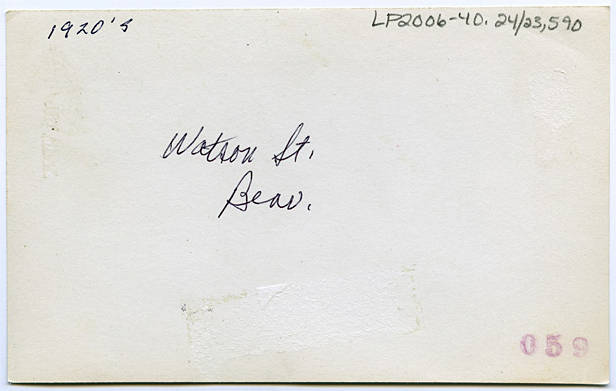 1920's
LP2006-40.24/23,590
Watson St.
Beav.
059